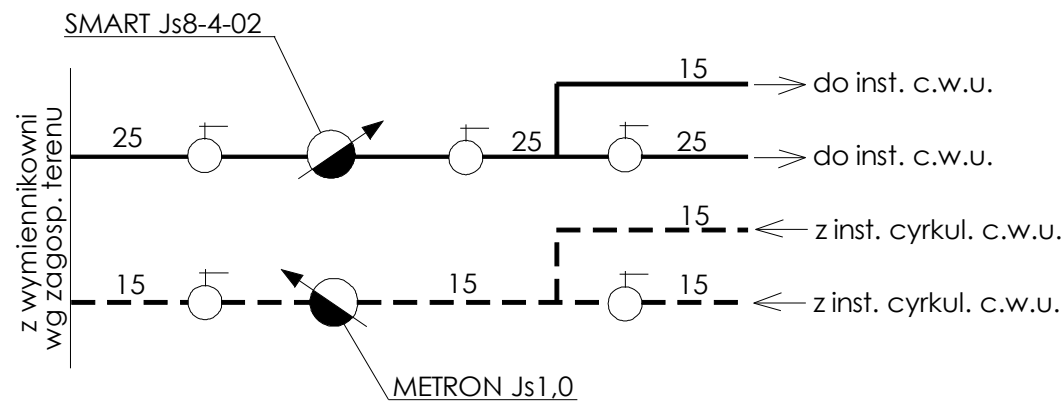 SMART Js8-4-02
15
do inst. c.w.u.
25
25
25
do inst. c.w.u.
z wymiennikowni
wg zagosp. terenu
15
z inst. cyrkul. c.w.u.
15
15
15
z inst. cyrkul. c.w.u.
METRON Js1,0